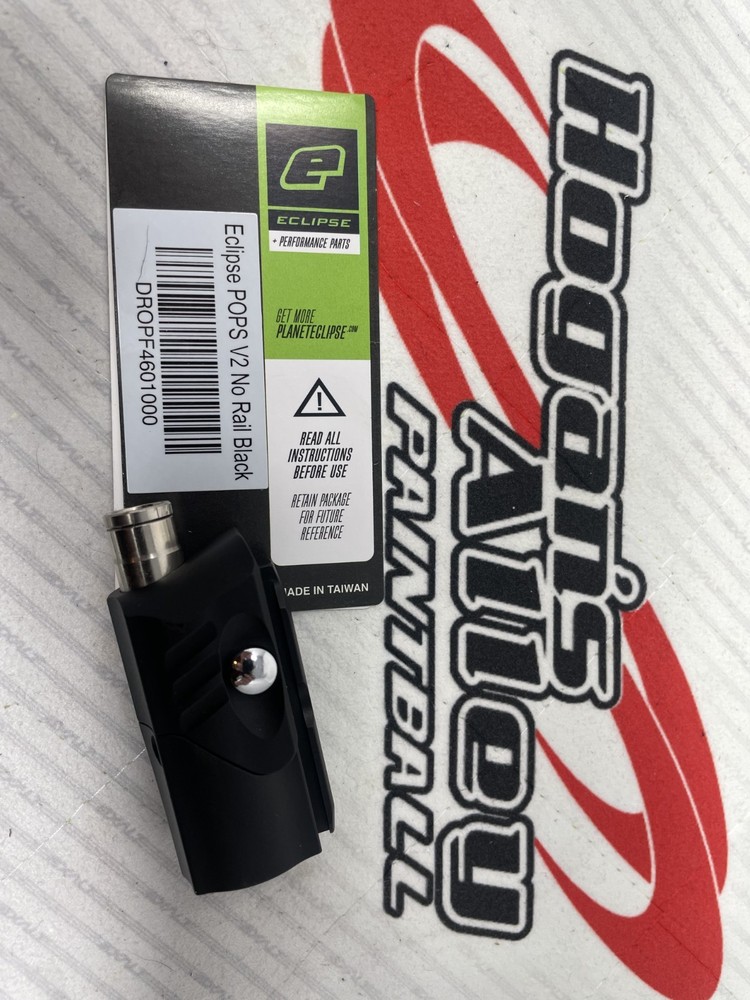 e
ECLIPSE
+ PERFORMANCE PARTS
GET MORE
PLANETECLIPSE.COM
READ ALL
INSTRUCTIONS
BEFORE USE
RETAIN PACKAGE
FOR FUTURE
REFERENCE
MADE IN TAIWAN
Eclipse POPS V2 No Rail Black
DROPF4601000
Hogan's
Alley
PAINTBALL